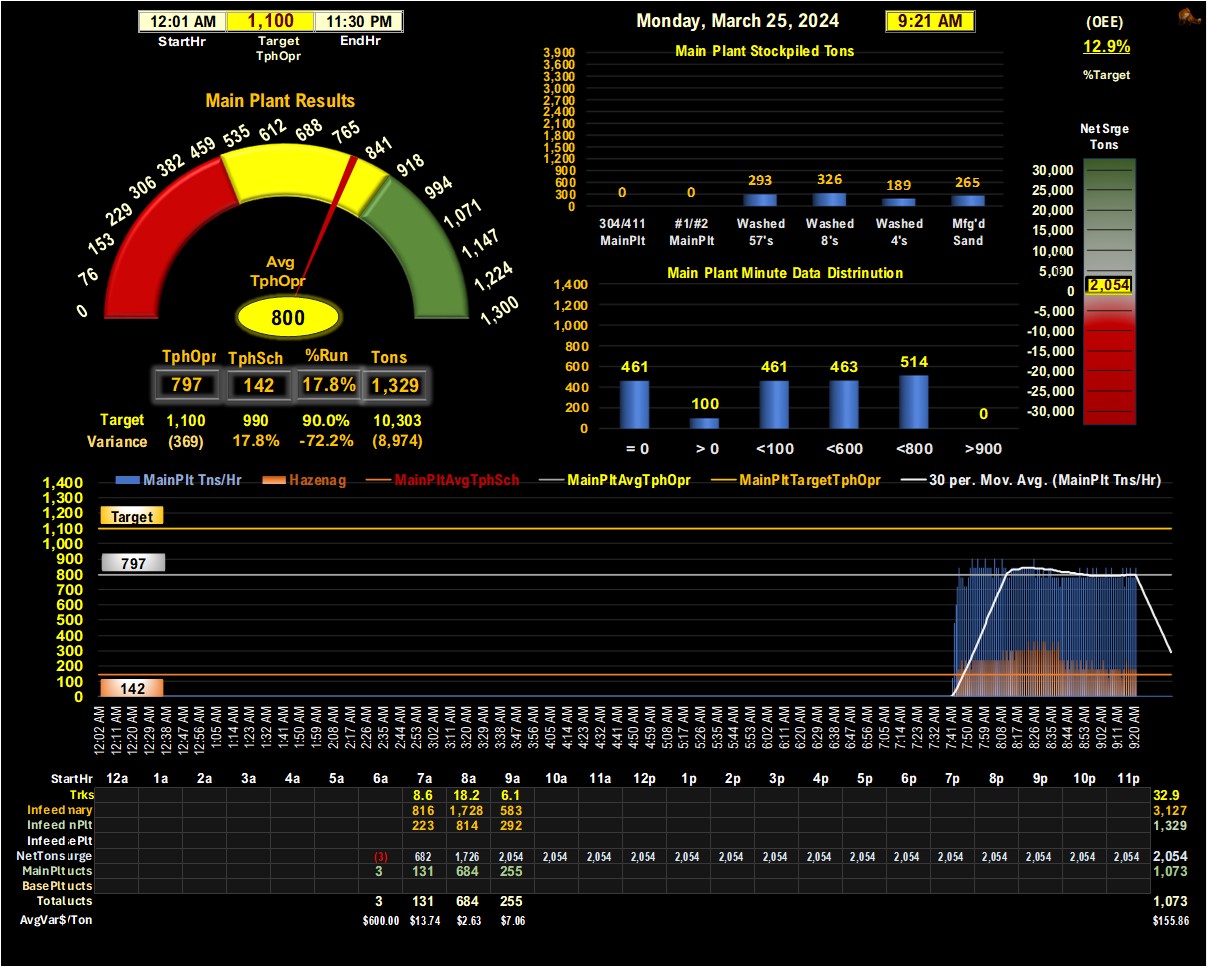 12:01 AM 1,100 11:30 PM
StartHr Target TphOpr EndHr
Monday, March 25, 2024 9:21 AM
(OEE)
12.9%
%Target
Main Plant Results
0 76 153 229 306 382 459 535 612 688 765 841 918 994 1,071 1,147 1,224 1,300
Avg
TphOpr
800
TphOpr TphSch %Run Tons
797 142 17.8% 1,329
Target 1,100 990 90.0% 10,303
Variance (369) 17.8% -72.2% (8,974)
Main Plant Stockpiled Tons
3,900
3,600
3,300
3,000
2,700
2,400
2,100
1,800
1,500
1,200
900
600
300
0
0 0 293 326 189 265
304/411 #1/#2 Washed Washed Washed Mfg'd
MainPlt MainPlt 57's 8's 4's Sand
Main Plant Minute Data Distrinution
1,400
1,200
1,000
800
600
400
200
0
461 100 461 463 514 0
= 0 > 0 <100 <600 <800 >900
Net Srge
Tons
30,000
25,000
20,000
15,000
10,000
5,000
0
-5,000
-10,000
-15,000
-20,000
-25,000
-30,000
2,054
MainPlt Tns/Hr Hazenag MainPltAvgTphSch MainPltAvgTphOpr MainPltTargetTphOpr 30 per. Mov. Avg. (MainPlt Tns/Hr)
1,400
1,300
1,200
1,100
1,000
900
800
700
600
500
400
300
200
100
0
Target
797
142
12:02 AM 12:11 AM 12:20 AM 12:29 AM 12:38 AM 12:47 AM 12:56 AM 1:05 AM 1:14 AM 1:23 AM 1:32 AM 1:41 AM 1:50 AM 1:59 AM 2:08 AM 2:17 AM 2:26 AM 2:35 AM 2:44 AM 2:53 AM 3:02 AM 3:11 AM 3:20 AM 3:29 AM 3:38 AM 3:47 AM 3:56 AM 4:05 AM 4:14 AM 4:23 AM 4:32 AM 4:41 AM 4:50 AM 4:59 AM 5:08 AM 5:17 AM 5:26 AM 5:35 AM 5:44 AM 5:53 AM 6:02 AM 6:11 AM 6:20 AM 6:29 AM 6:38 AM 6:47 AM 6:56 AM 7:05 AM 7:14 AM 7:23 AM 7:32 AM 7:41 AM 7:50 AM 7:59 AM 8:08 AM 8:17 AM 8:26 AM 8:35 AM 8:44 AM 8:53 AM 9:02 AM 9:11 AM 9:20 AM
StartHr 12a 1a 2a 3a 4a 5a 6a 7a 8a 9a 10a 11a 12p 1p 2p 3p 4p 5p 6p 7p 8p 9p 10p 11p
Trks 8.6 18.2 6.1 32.9
Infeed nary 816 1,728 583 3,127
Infeed nPlt 223 814 292 1,329
Infeed ePlt
NetTons urge (3) 682 1,726 2,054 2,054 2,054 2,054 2,054 2,054 2,054 2,054 2,054 2,054 2,054 2,054 2,054 2,054 2,054 2,054
MainPlt ucts 3 131 684 255 1,073
BasePlt ucts
Total ucts 3 131 684 255 1,073
AvgVar$/Ton $600.00 $13.74 $2.63 $7.06 $155.86